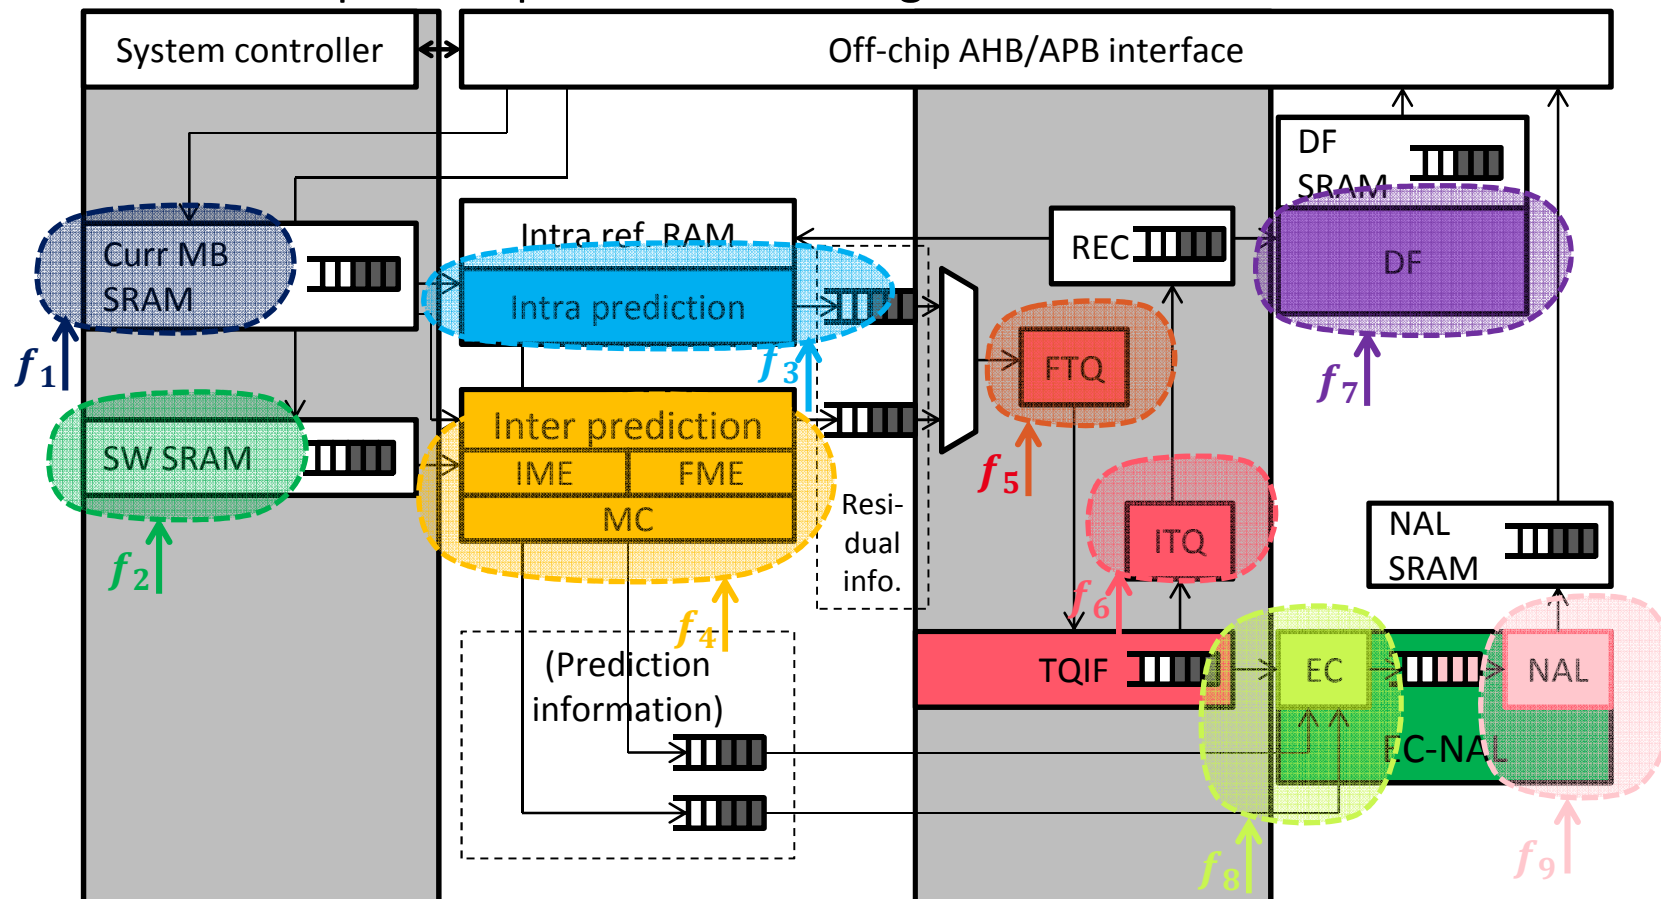 System controller
Off-chip AHB/APB interface
DF
SRAM
Curr MB
SRAM
Intra ref. RAM
REC
DF
Intra prediction
f1
f3
FTQ
f7
Inter prediction
SW SRAM
IME
FME
f5
MC
Resi-
dual
info.
ITQ
NAL
SRAM
f2
f6
f4
(Prediction
information)
TQIF
EC
NAL
EC-NAL
f8
f9